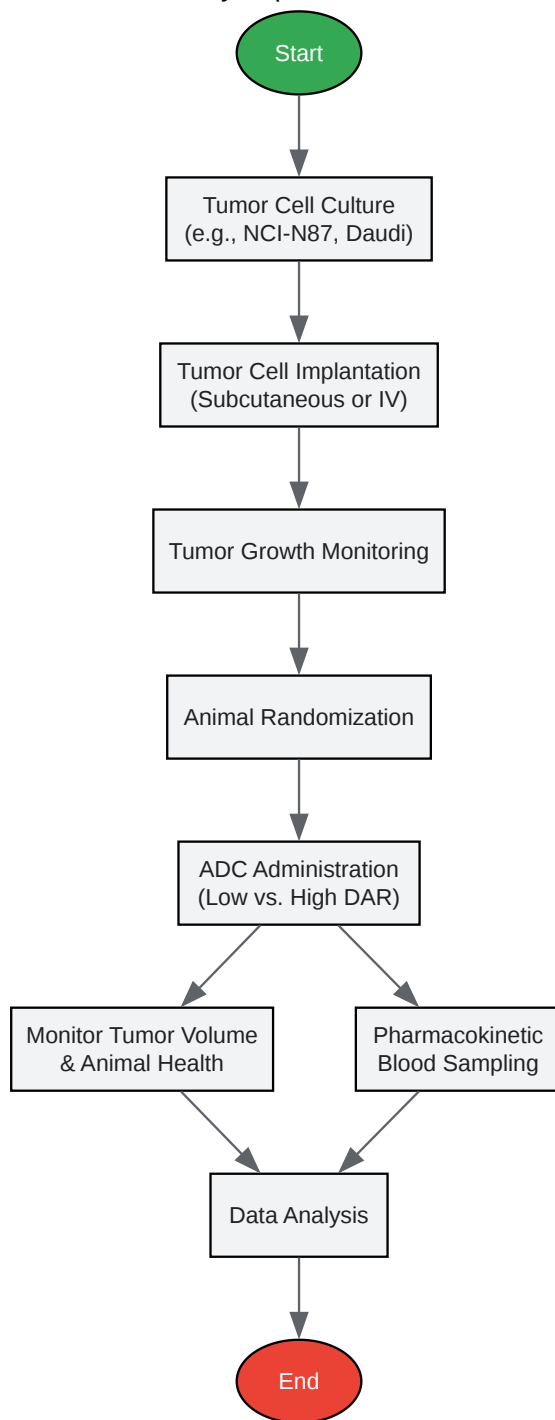 Start
Tumor Cell Culture
(e.g., NCI-N87, Daudi)
Tumor Cell Implantation
(Subcutaneous or IV)
Tumor Growth Monitoring
Animal Randomization
ADC Administration
(Low vs. High DAR)
Monitor Tumor Volume
& Animal Health
Pharmacokinetic
Blood Sampling
Data Analysis
End